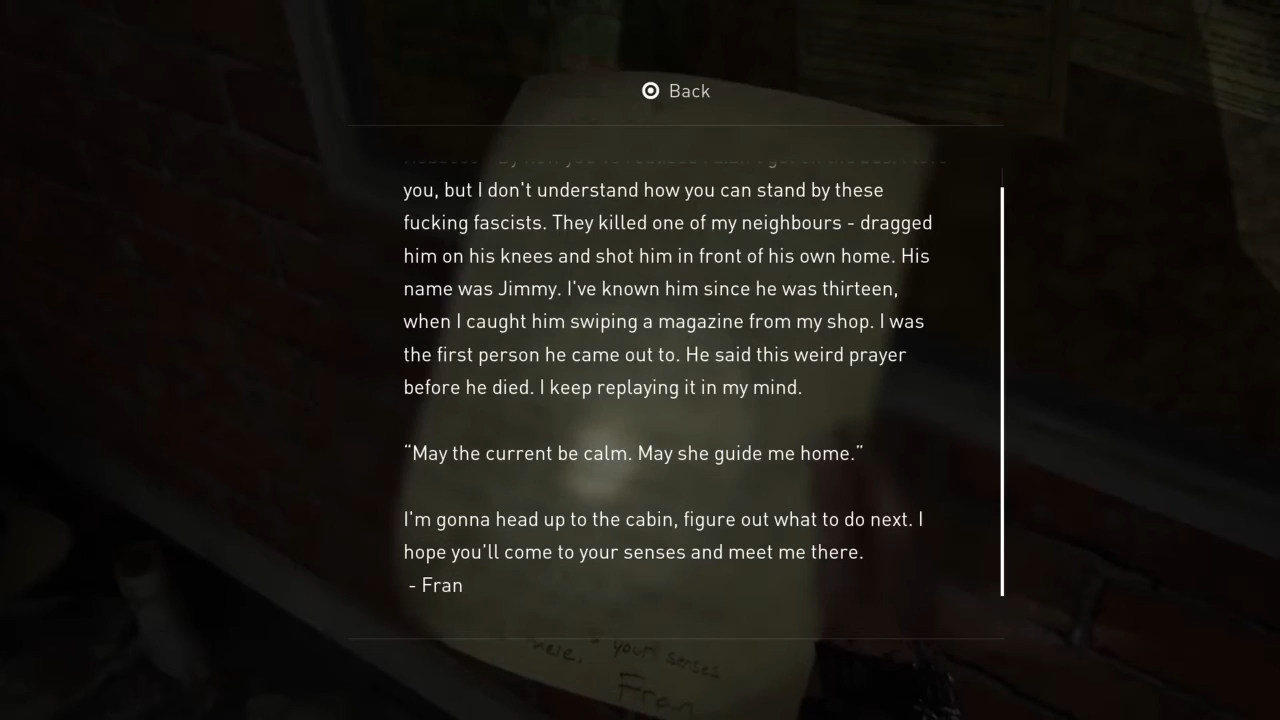 Back
you, but I don't understand how you can stand by these
fucking fascists. They killed one of my neighbours - dragged
him on his knees and shot him in front of his own home. His
name was Jimmy. I've known him since he was thirteen,
when I caught him swiping a magazine from my shop. I was
the first person he came out to. He said this weird prayer
before he died. I keep replaying it in my mind.
“May the current be calm. May she guide me home.”
I'm gonna head up to the cabin, figure out what to do next. I
hope you'll come to your senses and meet me there.
- Fran
your senses
here.
Fran